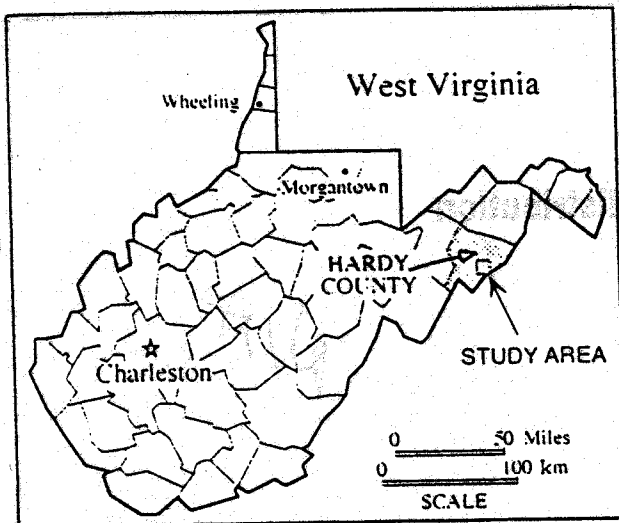 West Virginia
Wheeling
Morgantown
HARDY
COUNTY
STUDY AREA
Charleston
0 50 Miles
0 100 km
SCALE